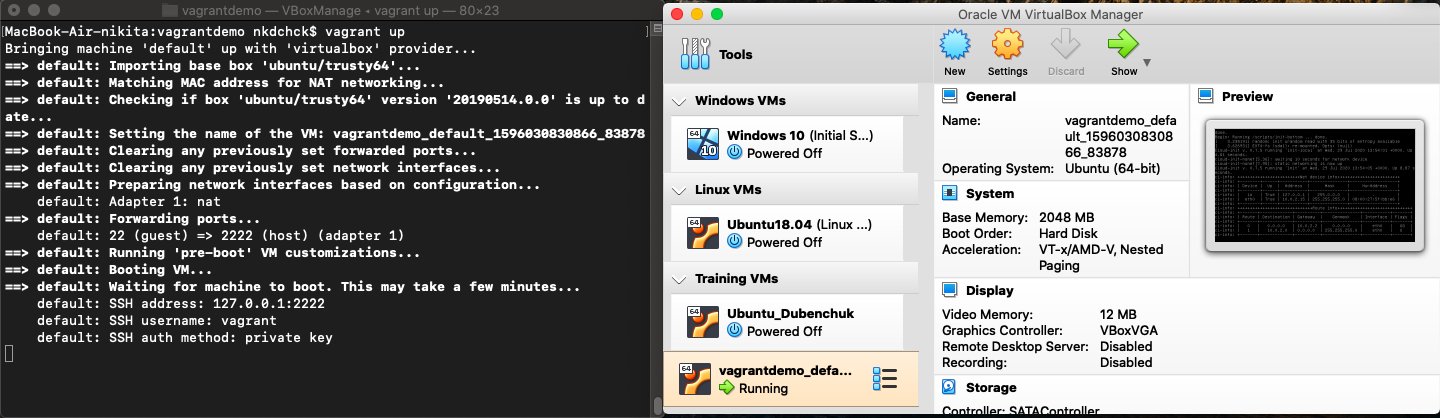 vagrantdemo — VBoxManage ◂ vagrant up — 80×23
[MacBook-Air-nikita:vagrantdemo nkdchck$ vagrant up ]
Bringing machine 'default' up with 'virtualbox' provider...
==> default: Importing base box 'ubuntu/trusty64'...
==> default: Matching MAC address for NAT networking...
==> default: Checking if box 'ubuntu/trusty64' version '20190514.0.0' is up to d
ate...
==> default: Setting the name of the VM: vagrantdemo_default_1596030830866_83878
==> default: Clearing any previously set forwarded ports...
==> default: Clearing any previously set network interfaces...
==> default: Preparing network interfaces based on configuration...
    default: Adapter 1: nat
==> default: Forwarding ports...
    default: 22 (guest) => 2222 (host) (adapter 1)
==> default: Running 'pre-boot' VM customizations...
==> default: Booting VM...
==> default: Waiting for machine to boot. This may take a few minutes...
    default: SSH address: 127.0.0.1:2222
    default: SSH username: vagrant
    default: SSH auth method: private key
Oracle VM VirtualBox Manager
Tools
New
Settings
Discard
Show
Windows VMs
64
10
Windows 10 (Initial S...)
Powered Off
Linux VMs
64
Ubuntu18.04 (Linux ...)
Powered Off
Training VMs
64
Ubuntu_Dubenchuk
Powered Off
64
vagrantdemo_defa...
Running
General
Name: vagrantdemo_def
ault_15960308308
66_83878
Operating System: Ubuntu (64-bit)
System
Base Memory: 2048 MB
Boot Order: Hard Disk
Acceleration: VT-x/AMD-V, Nested
Paging
Preview
Display
Video Memory: 12 MB
Graphics Controller: VBoxVGA
Remote Desktop Server: Disabled
Recording: Disabled
Storage
Controller: SATAController